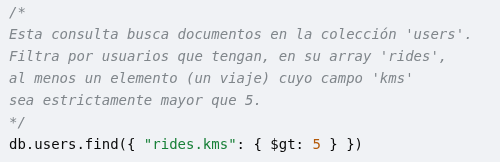 /*
Esta consulta busca documentos en la colección 'users'.
Filtra por usuarios que tengan, en su array 'rides',
al menos un elemento (un viaje) cuyo campo 'kms'
sea estrictamente mayor que 5.
*/
db.users.find({ "rides.kms": { $gt: 5 } })